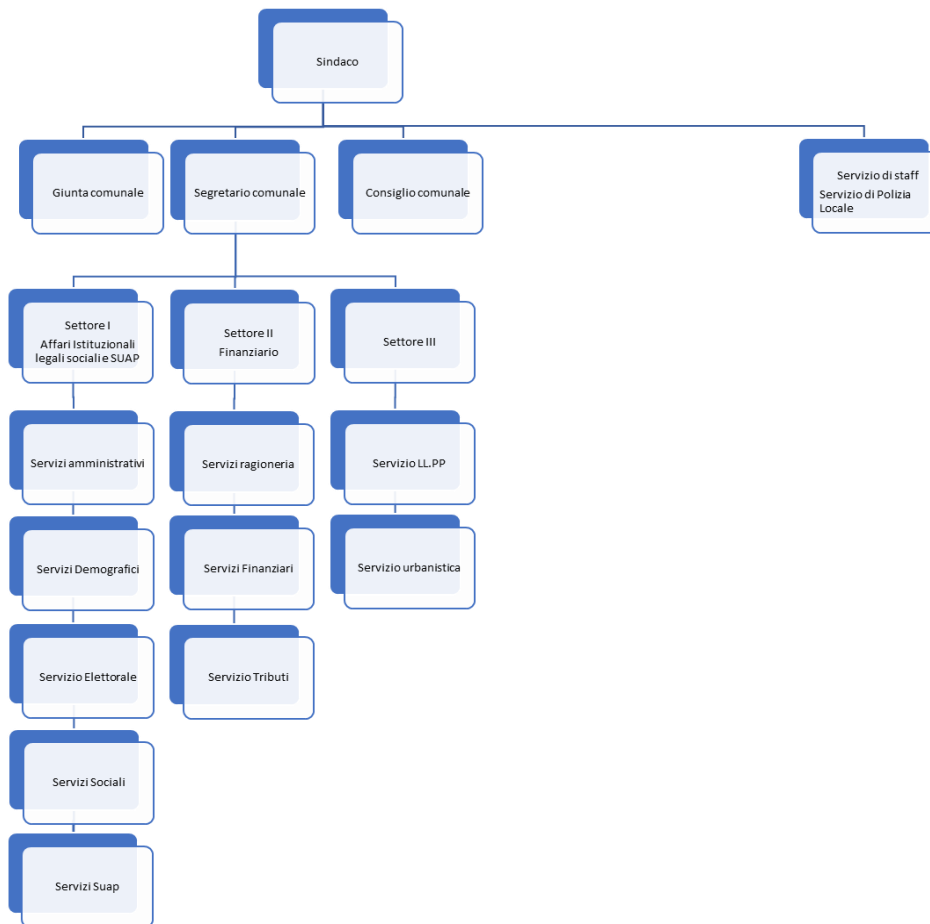 Sindaco
Giunta comunale
Segretario comunale
Consiglio comunale
Servizio di staff
Servizio di Polizia
Locale
Settore I
Affari Istituzionali
legali sociali e SUAP
Settore II
Finanziario
Settore III
Servizi amministrativi
Servizi ragioneria
Servizio LL.PP
Servizi Demografici
Servizi Finanziari
Servizio urbanistica
Servizio Elettorale
Servizio Tributi
Servizi Sociali
Servizi Suap